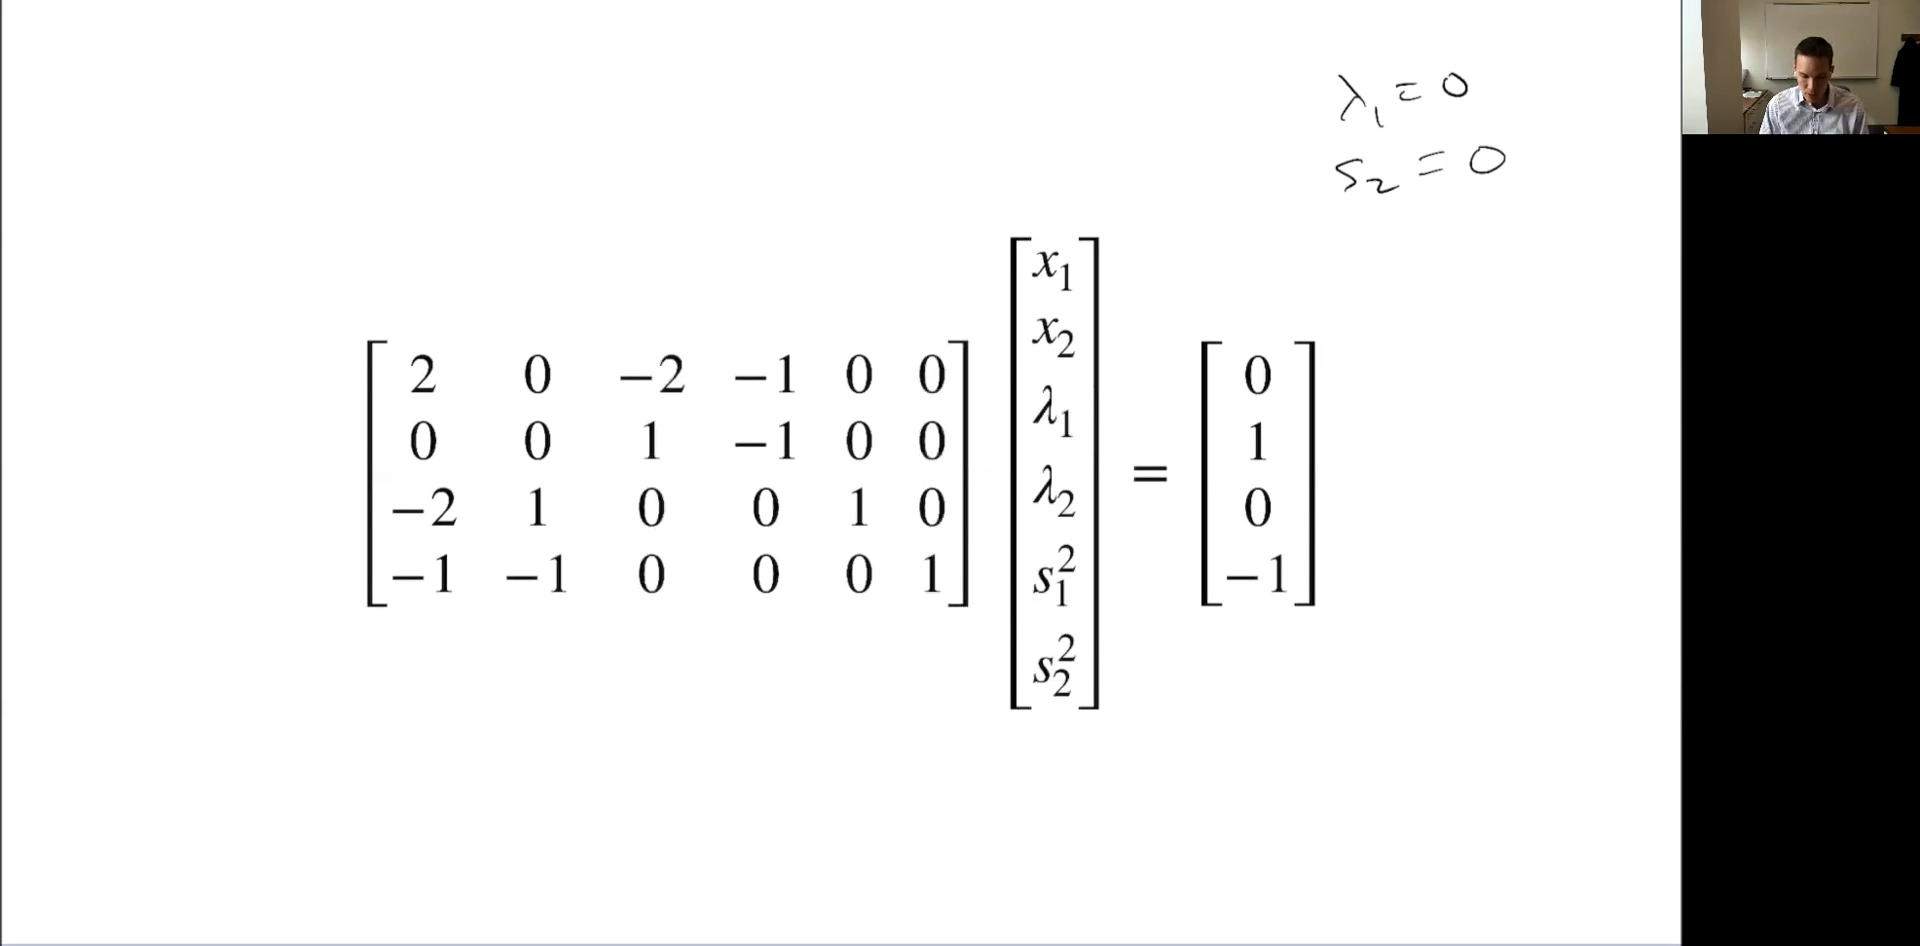 λ₁ = 0
s₂ = 0
[ 2 0 −2 −1 0 0 ] [ x₁ ] = [ 0 ]
[ 0 0 1 −1 0 0 ] [ x₂ ] [ 1 ]
[ −2 1 0 0 1 0 ] [ λ₁ ] [ 0 ]
[ −1 −1 0 0 0 1 ] [ λ₂ ] [ −1 ]
[ s₁² ]
[ s₂² ]